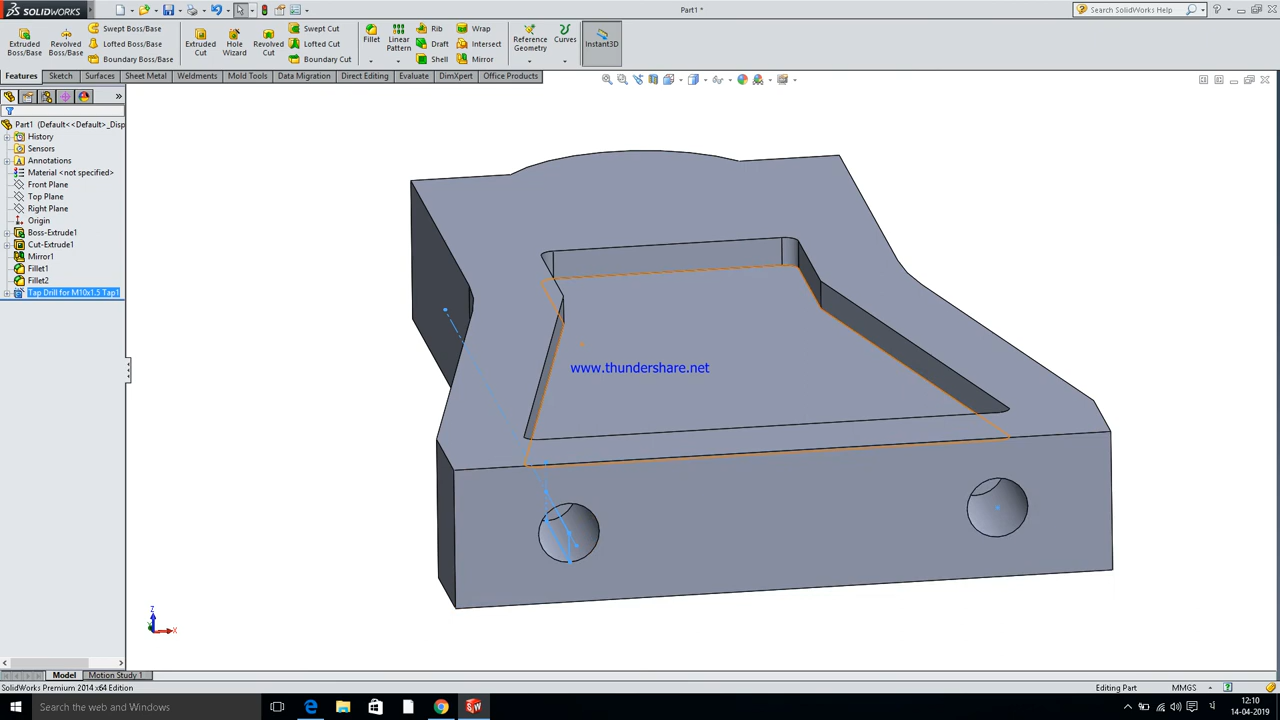 SOLIDWORKS
Part1 *
Search SolidWorks Help
Extruded Boss/Base
Revolved Boss/Base
Swept Boss/Base
Lofted Boss/Base
Boundary Boss/Base
Extruded Cut
Hole Wizard
Revolved Cut
Swept Cut
Lofted Cut
Boundary Cut
Fillet
Linear Pattern
Rib
Draft
Shell
Wrap
Intersect
Mirror
Reference Geometry
Curves
Instant3D
Features
Sketch
Surfaces
Sheet Metal
Weldments
Mold Tools
Data Migration
Direct Editing
Evaluate
DimXpert
Office Products
Part1 (Default<<Default>_Disp
History
Sensors
Annotations
Material <not specified>
Front Plane
Top Plane
Right Plane
Origin
Boss-Extrude1
Cut-Extrude1
Mirror1
Fillet1
Fillet2
Tap Drill for M10x1.5 Tap1
www.thundershare.net
Z
X
Model
Motion Study 1
SolidWorks Premium 2014 x64 Edition
Editing Part
MMGS
Search the web and Windows
12:10
14-04-2019